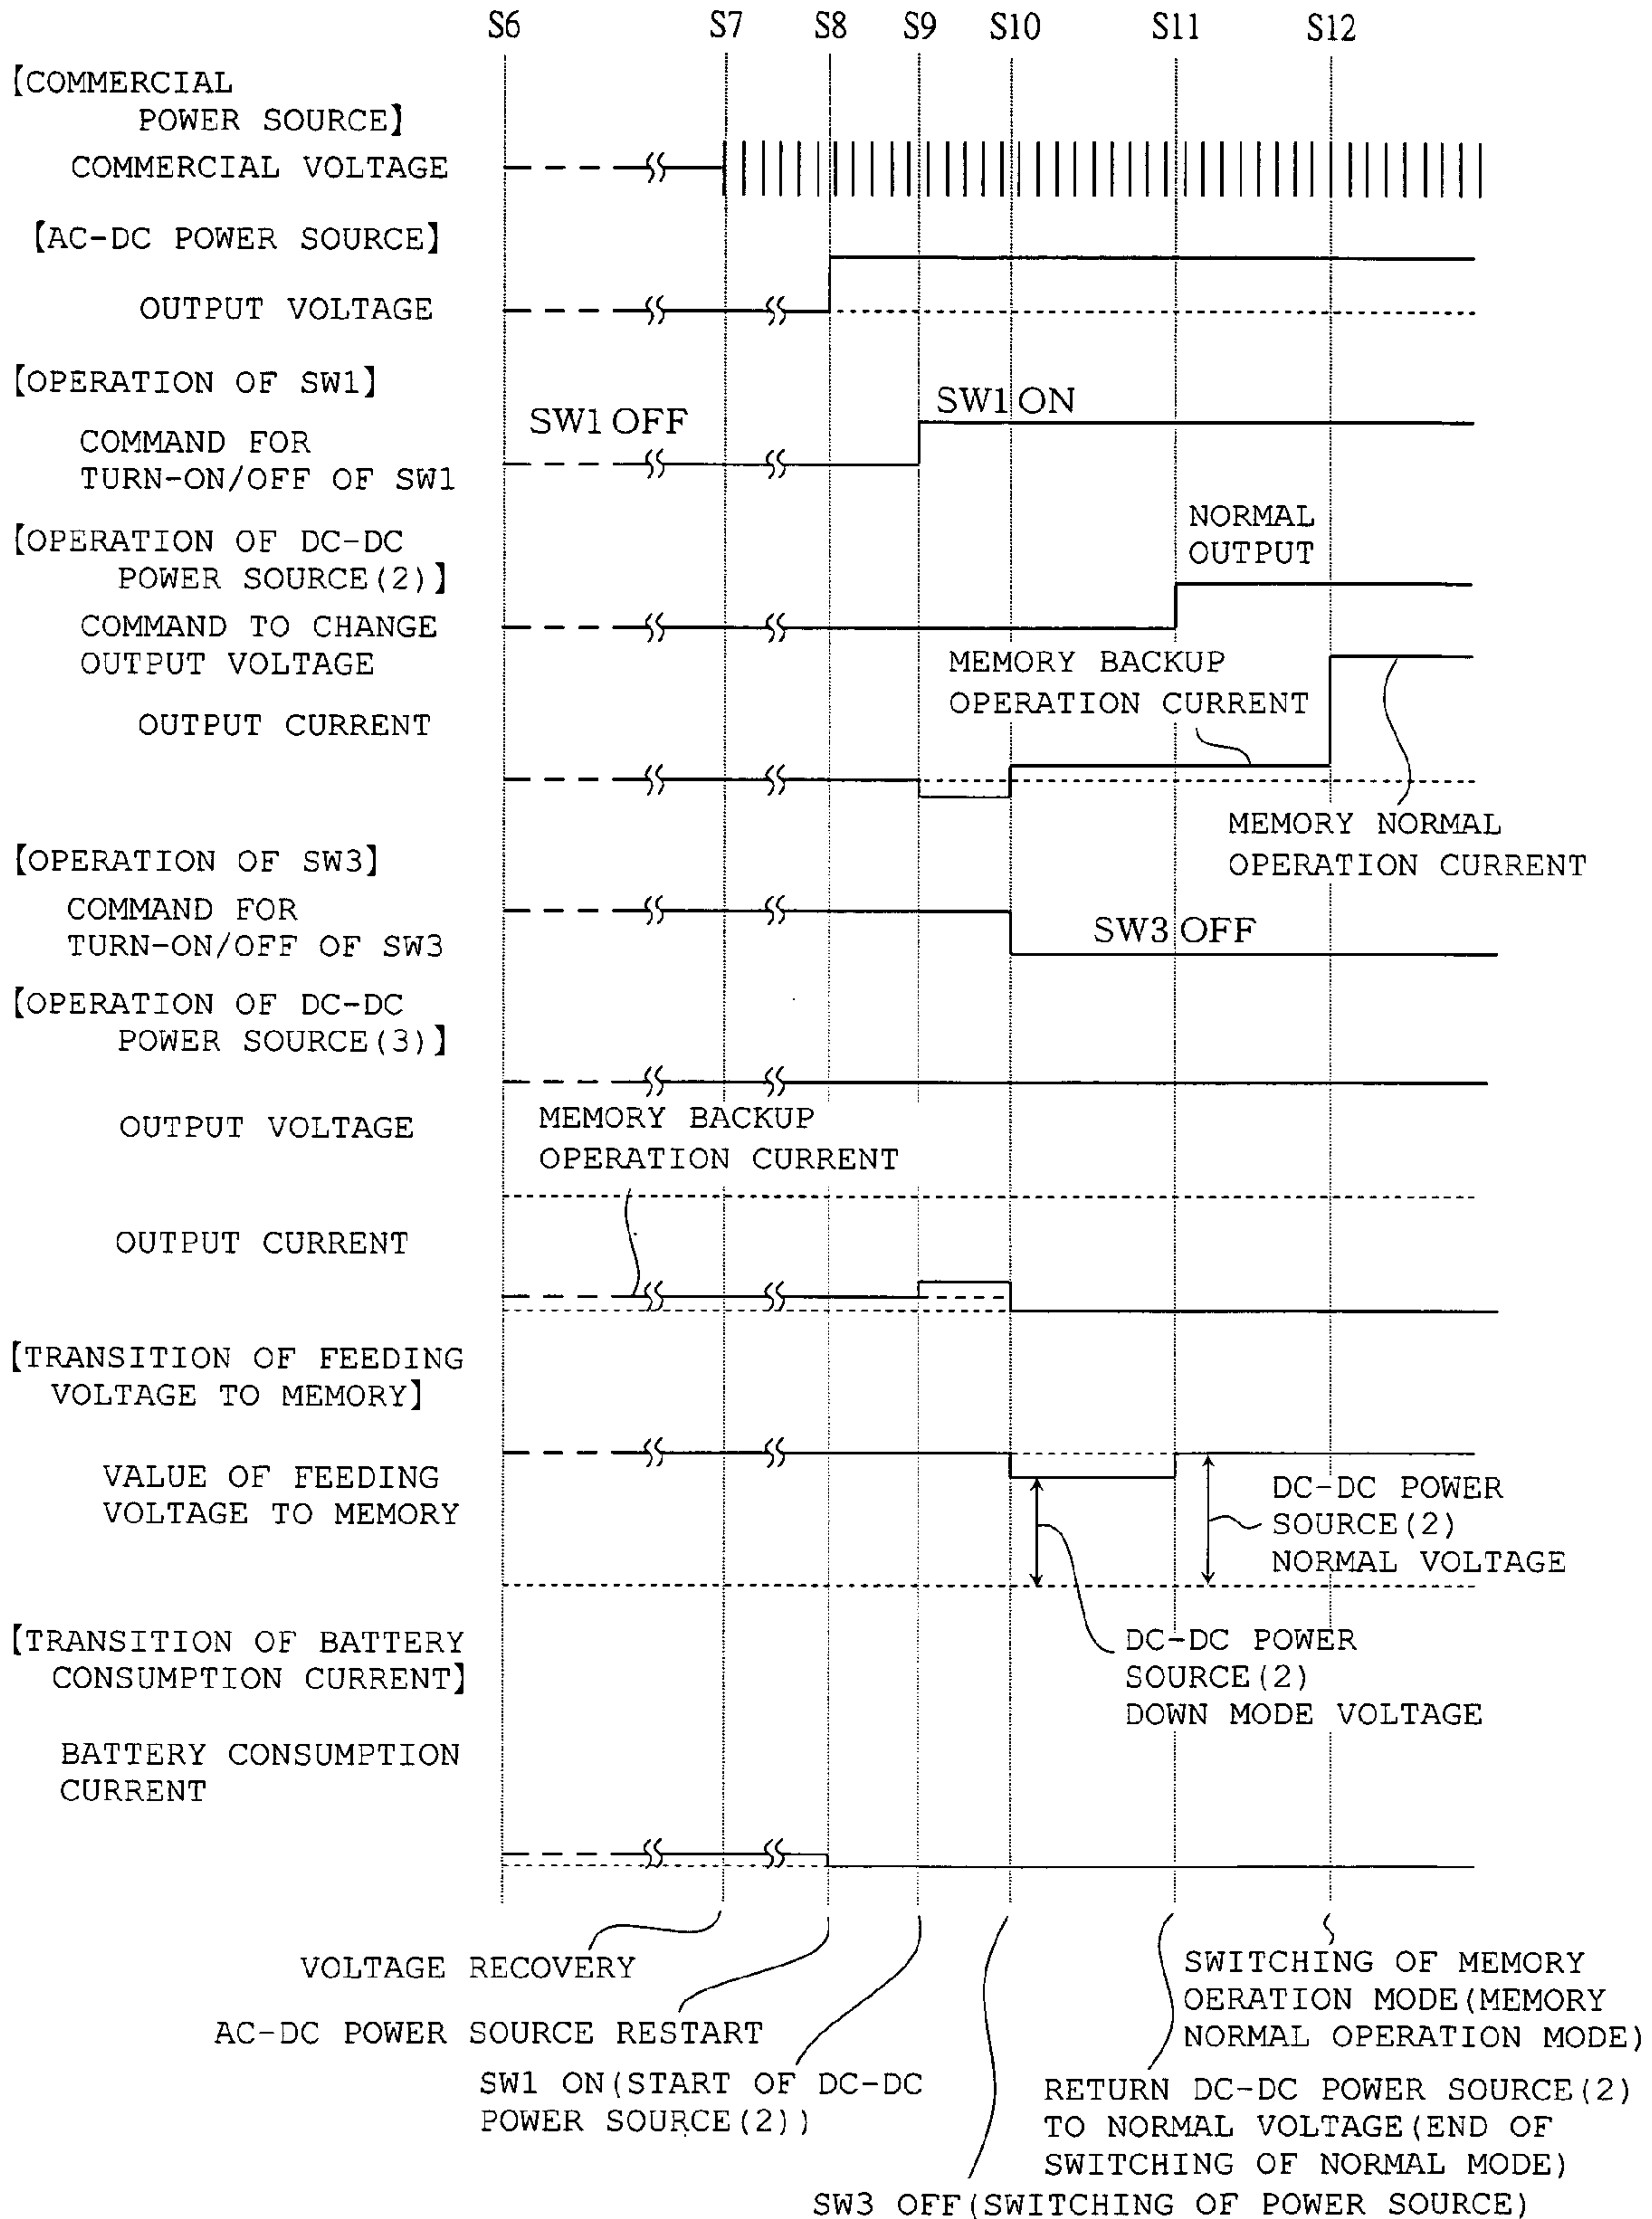 S6 S7 S8 S9 S10 S11 S12
【COMMERCIAL
POWER SOURCE】
COMMERCIAL VOLTAGE
【AC-DC POWER SOURCE】
OUTPUT VOLTAGE
【OPERATION OF SW1】
SW1 OFF
SW1 ON
COMMAND FOR
TURN-ON/OFF OF SW1
NORMAL
OUTPUT
【OPERATION OF DC-DC
POWER SOURCE(2)】
COMMAND TO CHANGE
OUTPUT VOLTAGE
MEMORY BACKUP
OPERATION CURRENT
OUTPUT CURRENT
MEMORY NORMAL
OPERATION CURRENT
【OPERATION OF SW3】
COMMAND FOR
TURN-ON/OFF OF SW3
SW3 OFF
【OPERATION OF DC-DC
POWER SOURCE(3)】
OUTPUT VOLTAGE
MEMORY BACKUP
OPERATION CURRENT
OUTPUT CURRENT
【TRANSITION OF FEEDING
VOLTAGE TO MEMORY】
VALUE OF FEEDING
VOLTAGE TO MEMORY
DC-DC POWER
SOURCE(2)
NORMAL VOLTAGE
DC-DC POWER
SOURCE(2)
DOWN MODE VOLTAGE
【TRANSITION OF BATTERY
CONSUMPTION CURRENT】
BATTERY CONSUMPTION
CURRENT
VOLTAGE RECOVERY
AC-DC POWER SOURCE RESTART
SW1 ON(START OF DC-DC
POWER SOURCE(2))
SWITCHING OF MEMORY
OERATION MODE(MEMORY
NORMAL OPERATION MODE)
RETURN DC-DC POWER SOURCE(2)
TO NORMAL VOLTAGE(END OF
SWITCHING OF NORMAL MODE)
SW3 OFF(SWITCHING OF POWER SOURCE)